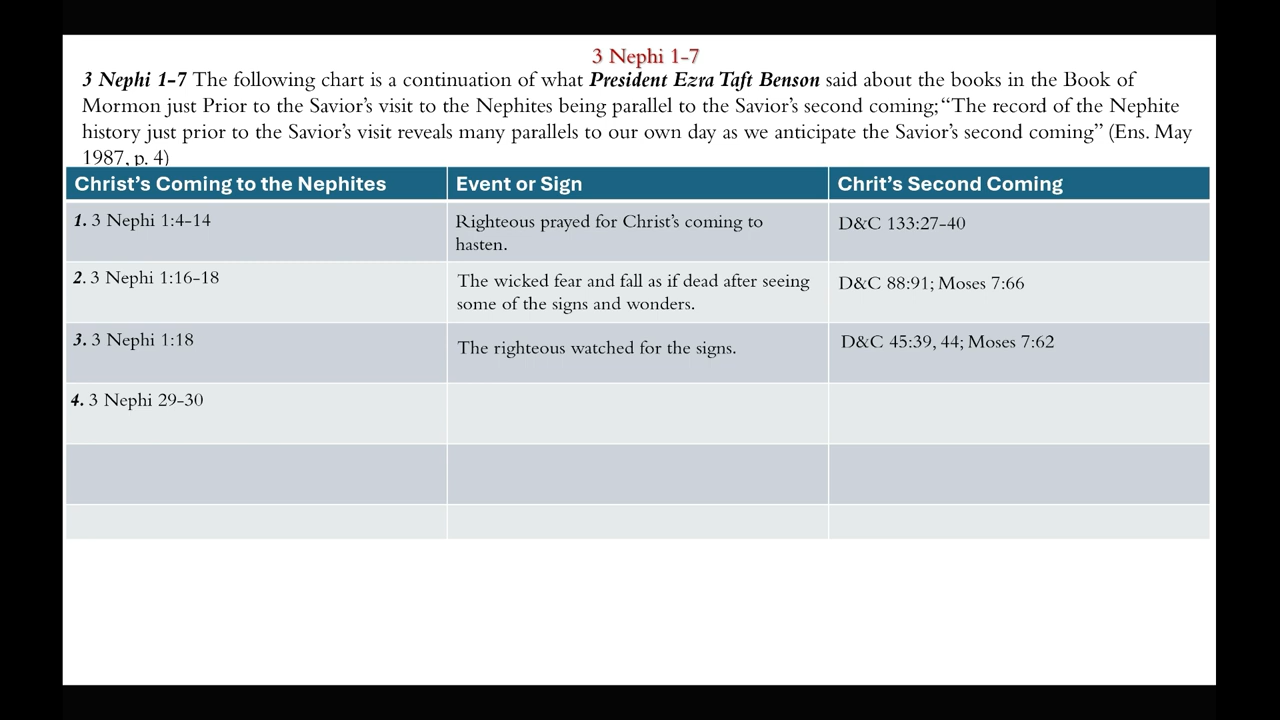 3 Nephi 1-7
3 Nephi 1-7 The following chart is a continuation of what President Ezra Taft Benson said about the books in the Book of
Mormon just Prior to the Savior's visit to the Nephites being parallel to the Savior's second coming; "The record of the Nephite
history just prior to the Savior's visit reveals many parallels to our own day as we anticipate the Savior's second coming" (Ens. May
1987, p. 4)
Christ's Coming to the Nephites Event or Sign Chrit's Second Coming
1. 3 Nephi 1:4-14 Righteous prayed for Christ's coming to D&C 133:27-40
hasten.
2. 3 Nephi 1:16-18 The wicked fear and fall as if dead after seeing D&C 88:91; Moses 7:66
some of the signs and wonders.
3. 3 Nephi 1:18 The righteous watched for the signs. D&C 45:39, 44; Moses 7:62
4. 3 Nephi 29-30